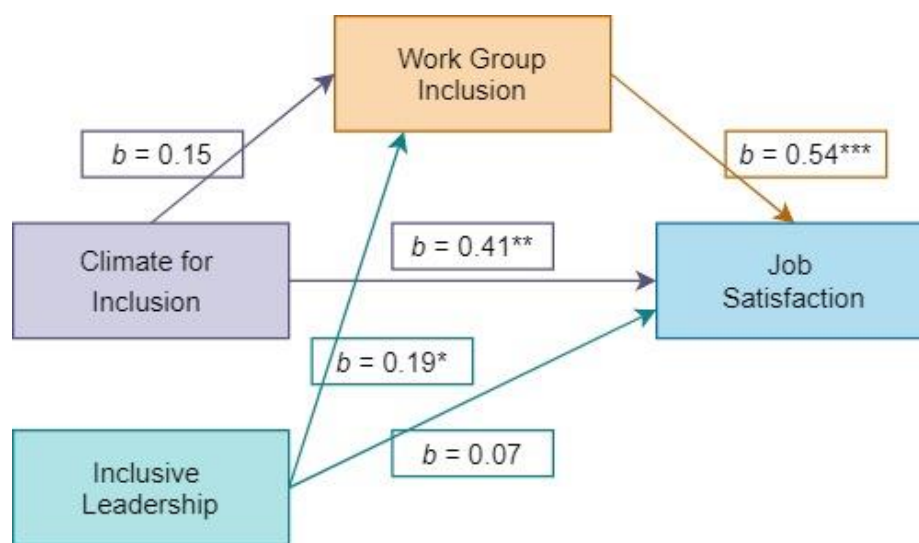 Work Group
Inclusion
b = 0.15
b = 0.54***
Climate for
Inclusion
b = 0.41**
Job
Satisfaction
b = 0.19*
b = 0.07
Inclusive
Leadership